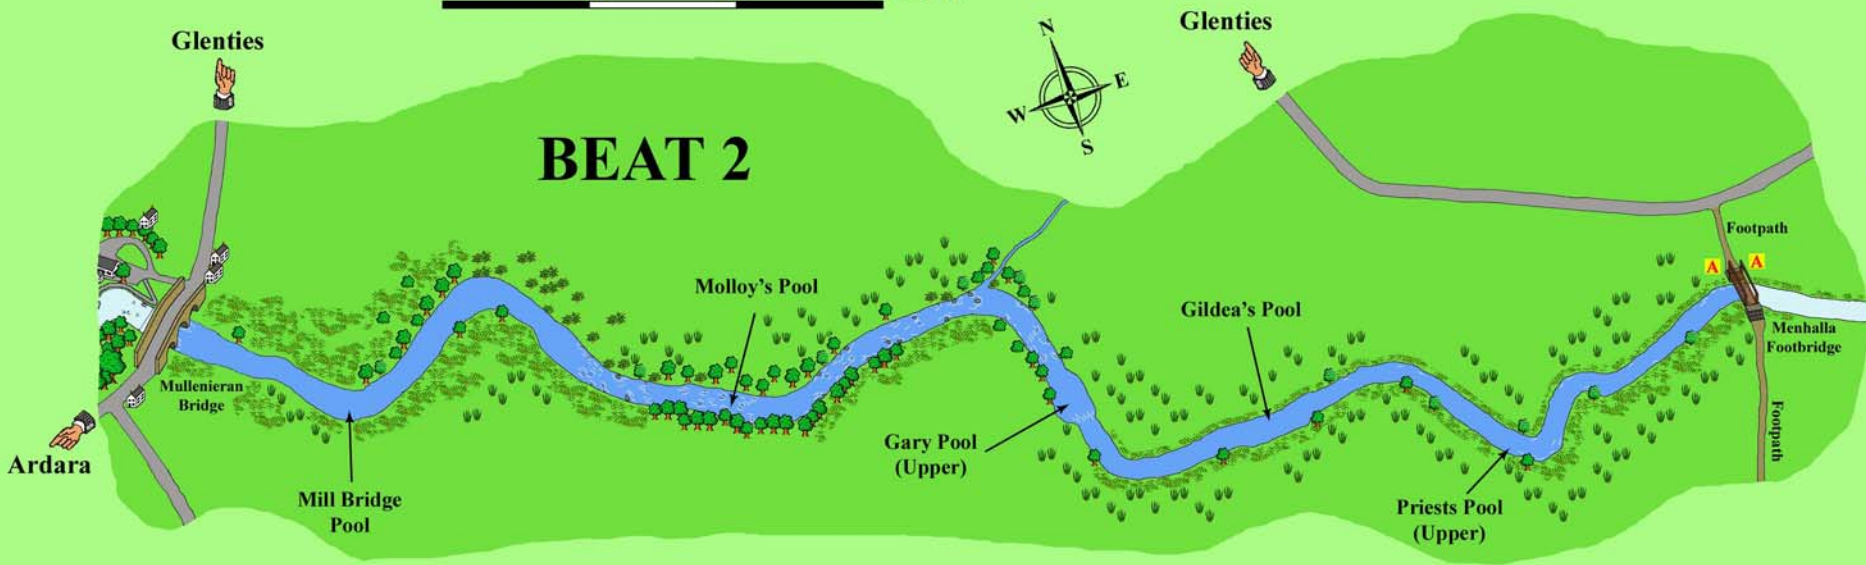 Glenties
Glenties
N
E
W
S
BEAT 2
Footpath
A
A
Molloy's Pool
Gildea's Pool
Menhalla
Footbridge
Mullenieran
Bridge
Footpath
Gary Pool
(Upper)
Ardara
Mill Bridge
Pool
Priests Pool
(Upper)